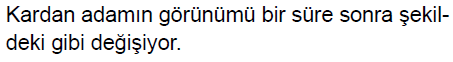 Kardan adamın görünümü bir süre sonra şekil-
deki gibi değişiyor.